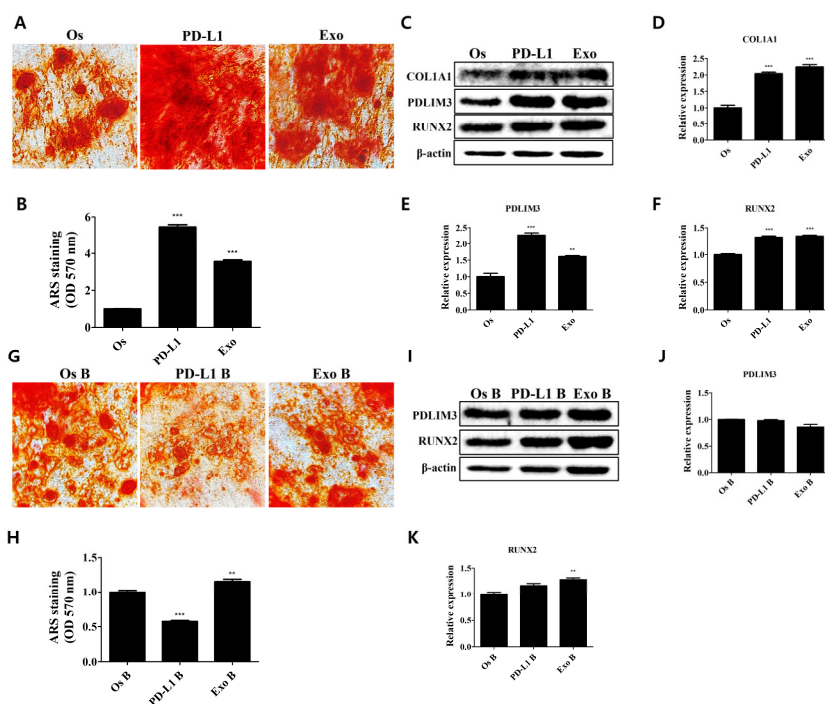 A
Os PD-L1 Exo
C
Os PD-L1 Exo
COL1A1
PDLIM3
RUNX2
β-actin
D
COL1A1
Relative expression
2.5
2.0
1.5
1.0
0.5
0.0
Os PD-L1 Exo
*** ***
B
ARS staining
(OD 570 nm)
6
4
2
0
*** ***
Os PD-L1 Exo
E
PDLIM3
Relative expression
2.5
2.0
1.5
1.0
0.5
0.0
*** **
Os PD-L1 Exo
F
RUNX2
Relative expression
2.0
1.5
1.0
0.5
0.0
*** ***
Os PD-L1 Exo
G
Os B PD-L1 B Exo B
I
Os B PD-L1 B Exo B
PDLIM3
RUNX2
β-actin
J
PDLIM3
Relative expression
1.5
1.0
0.5
0.0
Os B PD-L1 B Exo B
H
ARS staining
(OD 570 nm)
1.5
1.0
0.5
0.0
*** **
Os B PD-L1 B Exo B
K
RUNX2
Relative expression
1.5
1.0
0.5
0.0
**
Os B PD-L1 B Exo B